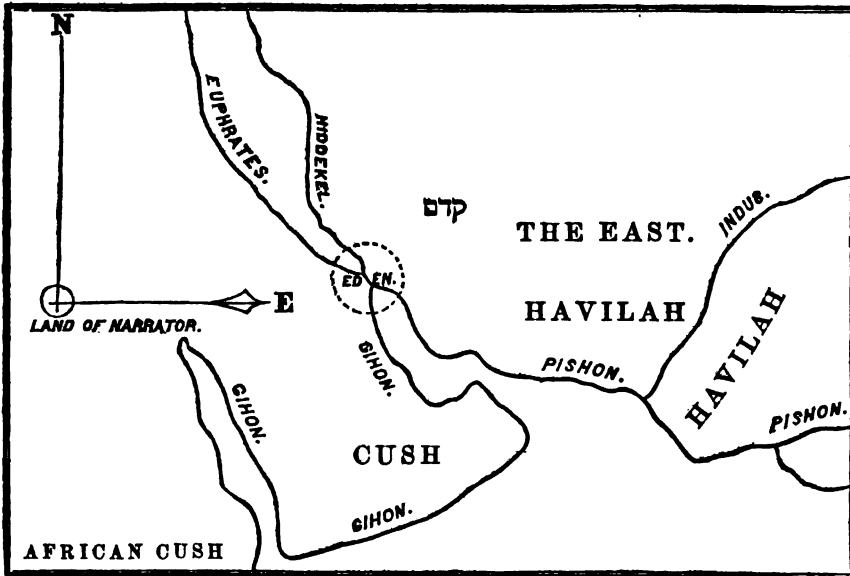 N
EUPHRATES.
HIDDEKEL.
קדם
THE EAST.
INDUS.
ED EN.
E
LAND OF NARRATOR.
HAVILAH
HAVILAH
GIHON.
PISHON.
GIHON.
PISHON.
CUSH
GIHON.
AFRICAN CUSH